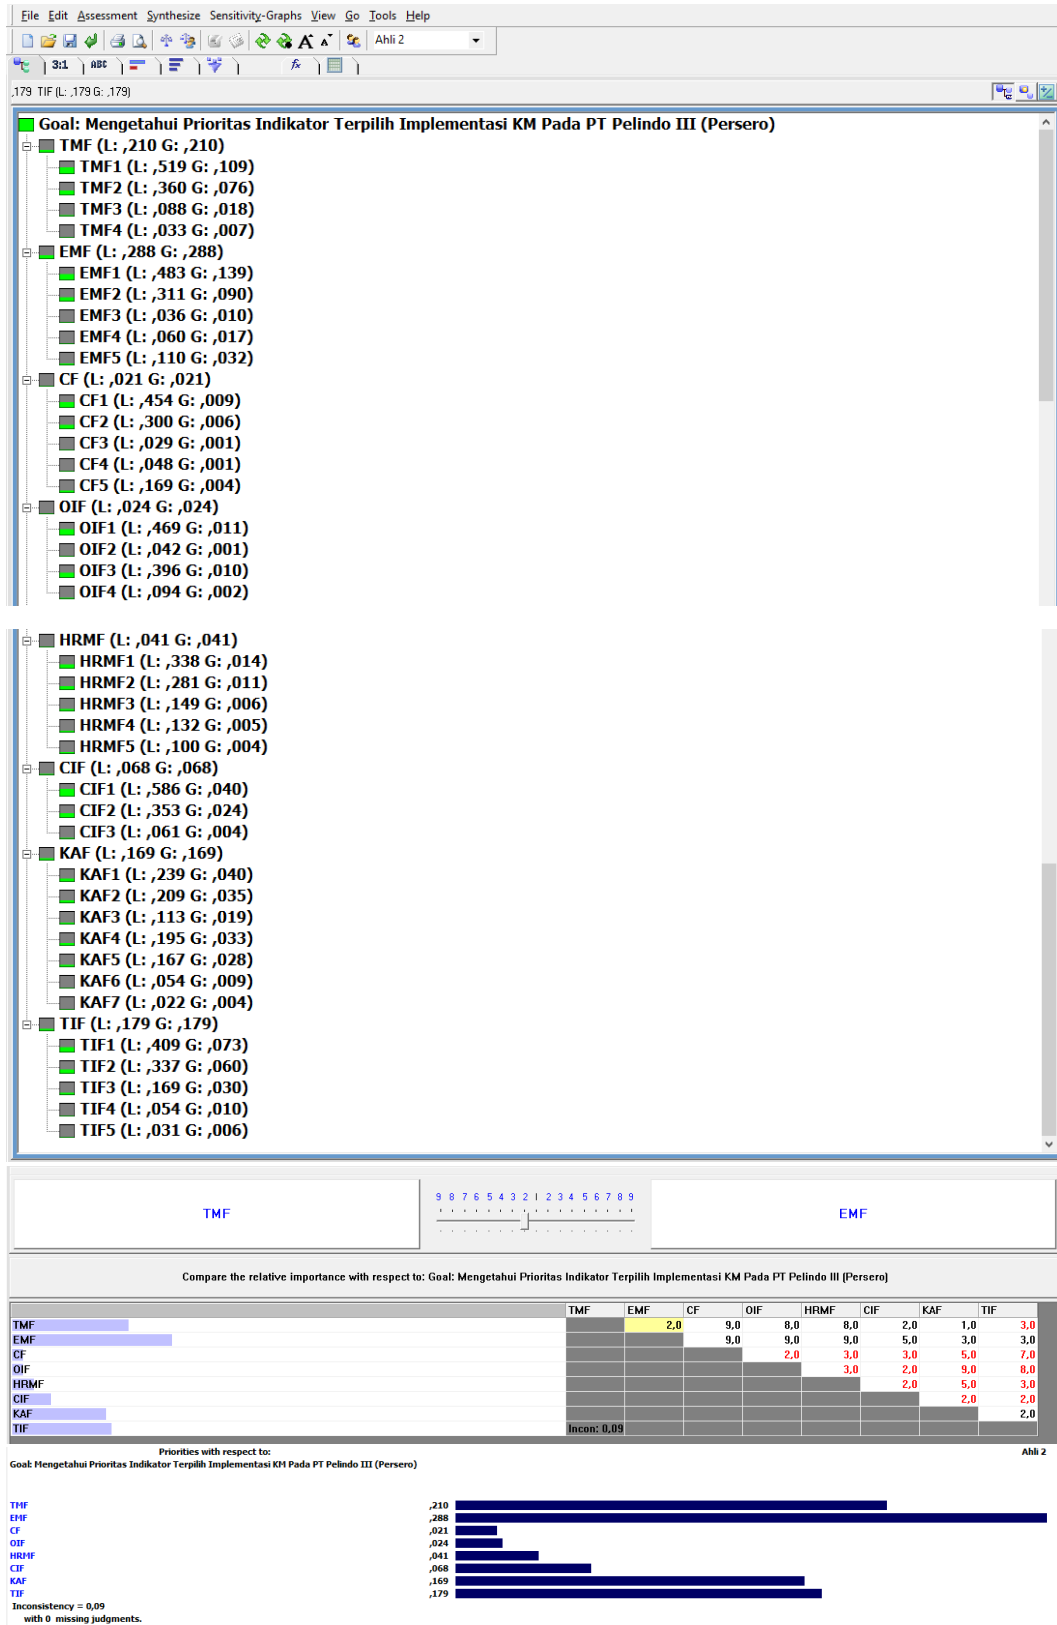 File Edit Assessment Synthesize Sensitivity-Graphs View Go Tools Help
Ahli 2
3:1 ABC fx
,179 TIF (L: ,179 G: ,179)
Goal: Mengetahui Prioritas Indikator Terpilih Implementasi KM Pada PT Pelindo III (Persero)
TMF (L: ,210 G: ,210)
TMF1 (L: ,519 G: ,109)
TMF2 (L: ,360 G: ,076)
TMF3 (L: ,088 G: ,018)
TMF4 (L: ,033 G: ,007)
EMF (L: ,288 G: ,288)
EMF1 (L: ,483 G: ,139)
EMF2 (L: ,311 G: ,090)
EMF3 (L: ,036 G: ,010)
EMF4 (L: ,060 G: ,017)
EMF5 (L: ,110 G: ,032)
CF (L: ,021 G: ,021)
CF1 (L: ,454 G: ,009)
CF2 (L: ,300 G: ,006)
CF3 (L: ,029 G: ,001)
CF4 (L: ,048 G: ,001)
CF5 (L: ,169 G: ,004)
OIF (L: ,024 G: ,024)
OIF1 (L: ,469 G: ,011)
OIF2 (L: ,042 G: ,001)
OIF3 (L: ,396 G: ,010)
OIF4 (L: ,094 G: ,002)
HRMF (L: ,041 G: ,041)
HRMF1 (L: ,338 G: ,014)
HRMF2 (L: ,281 G: ,011)
HRMF3 (L: ,149 G: ,006)
HRMF4 (L: ,132 G: ,005)
HRMF5 (L: ,100 G: ,004)
CIF (L: ,068 G: ,068)
CIF1 (L: ,586 G: ,040)
CIF2 (L: ,353 G: ,024)
CIF3 (L: ,061 G: ,004)
KAF (L: ,169 G: ,169)
KAF1 (L: ,239 G: ,040)
KAF2 (L: ,209 G: ,035)
KAF3 (L: ,113 G: ,019)
KAF4 (L: ,195 G: ,033)
KAF5 (L: ,167 G: ,028)
KAF6 (L: ,054 G: ,009)
KAF7 (L: ,022 G: ,004)
TIF (L: ,179 G: ,179)
TIF1 (L: ,409 G: ,073)
TIF2 (L: ,337 G: ,060)
TIF3 (L: ,169 G: ,030)
TIF4 (L: ,054 G: ,010)
TIF5 (L: ,031 G: ,006)
9 8 7 6 5 4 3 2 1 2 3 4 5 6 7 8 9
TMF EMF
Compare the relative importance with respect to: Goal: Mengetahui Prioritas Indikator Terpilih Implementasi KM Pada PT Pelindo III (Persero)
TMF EMF CF OIF HRMF CIF KAF TIF
TMF 2,0 9,0 8,0 8,0 2,0 1,0 3,0
EMF 9,0 9,0 9,0 5,0 3,0 3,0
CF 2,0 3,0 3,0 5,0 7,0
OIF 3,0 2,0 9,0 8,0
HRMF 2,0 5,0 3,0
CIF 2,0 2,0
KAF 2,0
TIF Incon: 0,09
Priorities with respect to: Ahli 2
Goal: Mengetahui Prioritas Indikator Terpilih Implementasi KM Pada PT Pelindo III (Persero)
TMF ,210
EMF ,288
CF ,021
OIF ,024
HRMF ,041
CIF ,068
KAF ,169
TIF ,179
Inconsistency = 0,09
with 0 missing judgments.